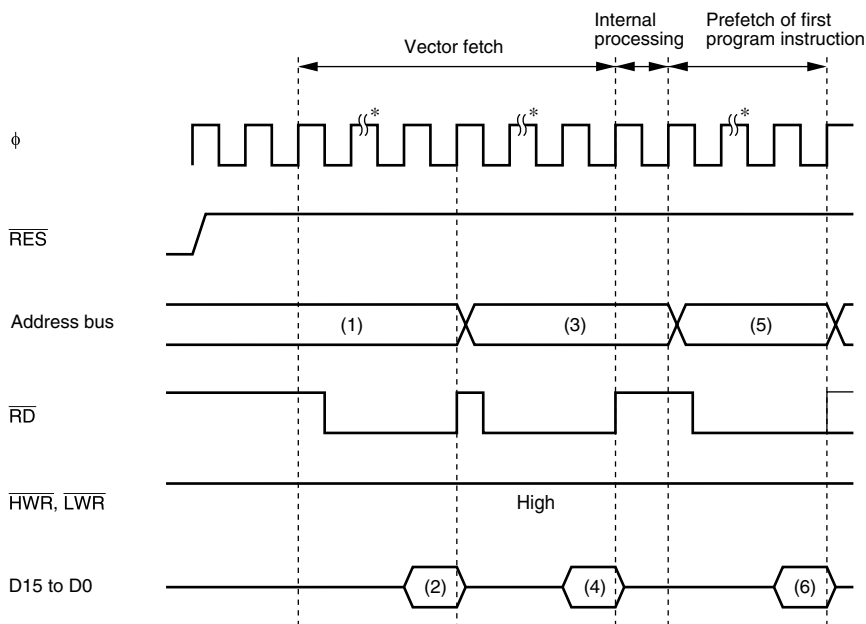 Vector fetch
Internal
processing
Prefetch of first
program instruction
ϕ
*
*
*
RES
Address bus
(1)
(3)
(5)
RD
HWR, LWR
High
D15 to D0
(2)
(4)
(6)